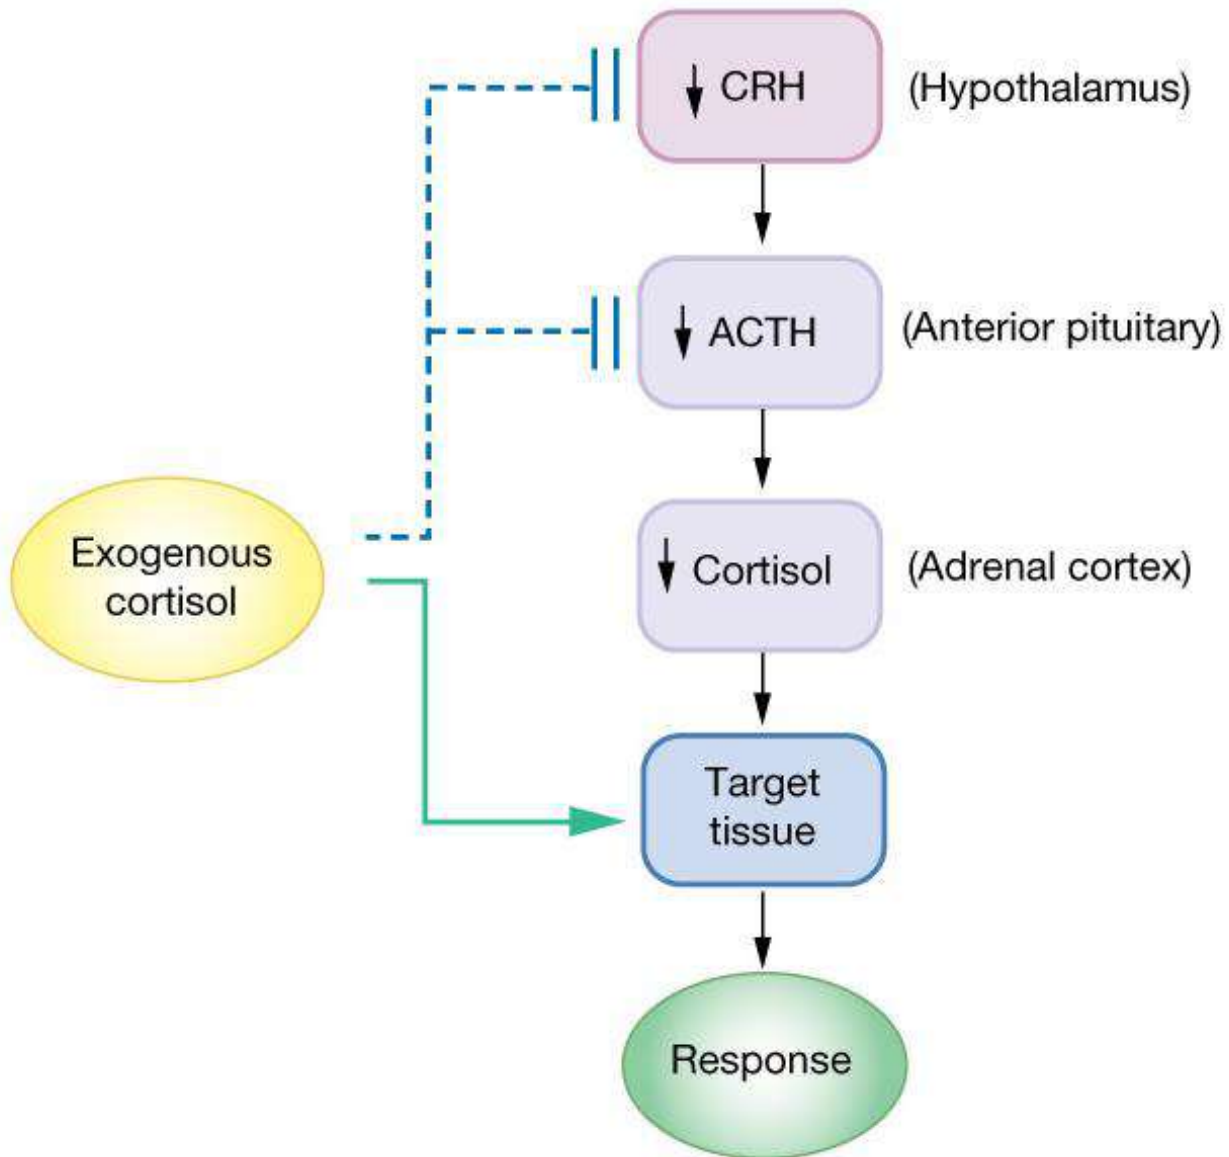 ↓ CRH (Hypothalamus)
↓ ACTH (Anterior pituitary)
Exogenous
cortisol
↓ Cortisol (Adrenal cortex)
Target
tissue
Response